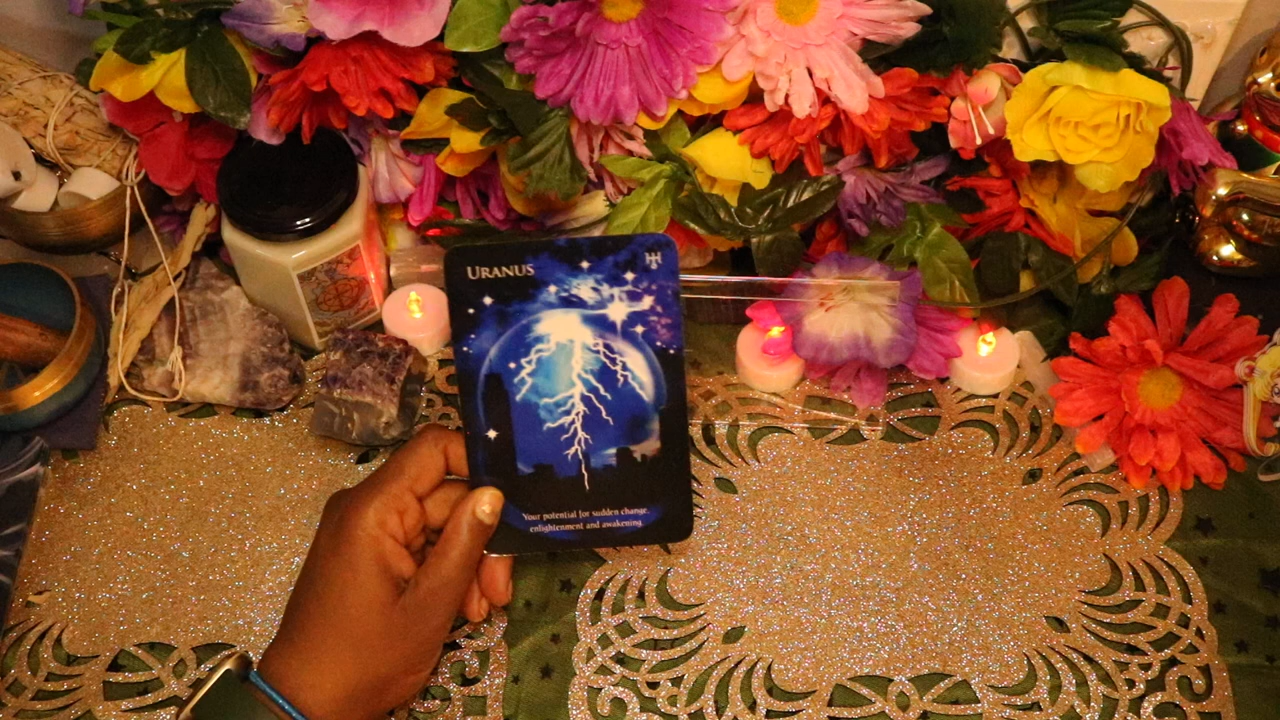 URANUS
Your potential for sudden change,
enlightenment and awakening.